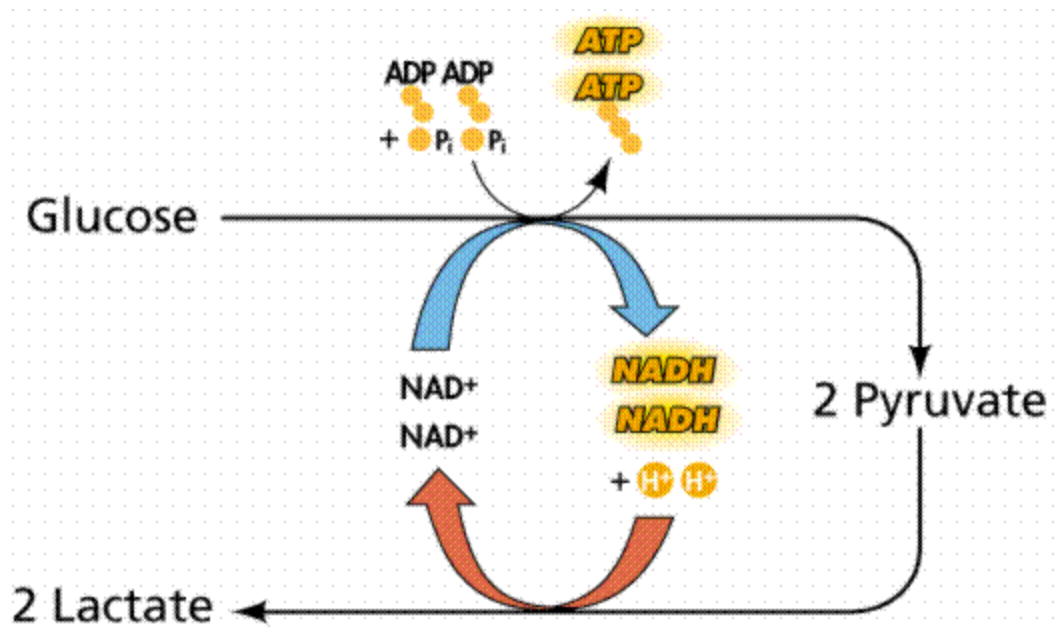 ATP
ADP ADP
ATP
+ Pi Pi
Glucose
NADH
NAD+
2 Pyruvate
NADH
NAD+
+ H+ H+
2 Lactate